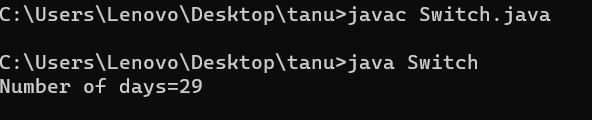 C:\Users\Lenovo\Desktop\tanu>javac Switch.java
C:\Users\Lenovo\Desktop\tanu>java Switch
Number of days=29